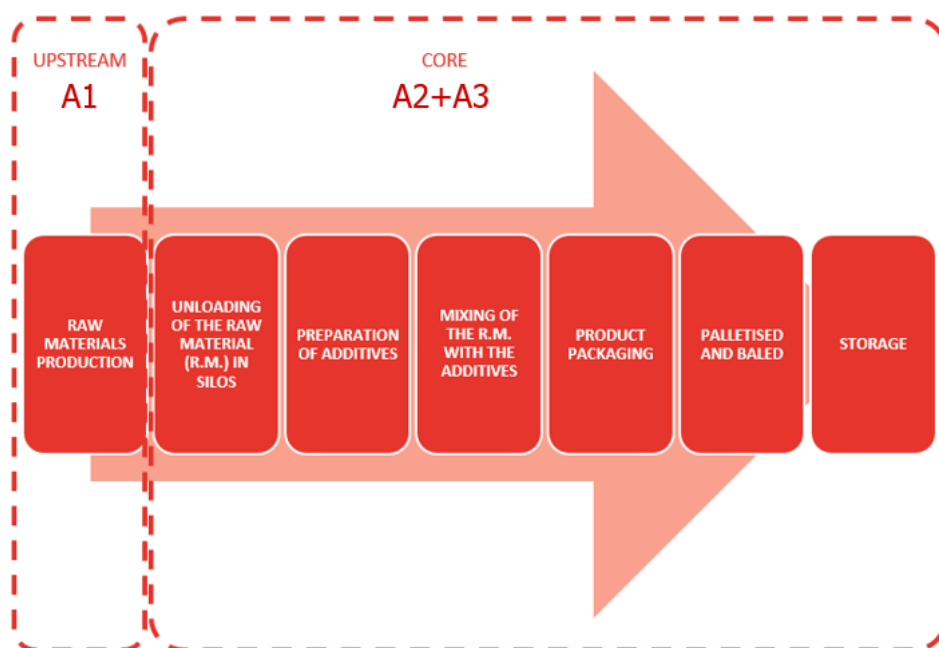 UPSTREAM
A1
CORE
A2+A3
RAW
MATERIALS
PRODUCTION
UNLOADING
OF THE RAW
MATERIAL
(R.M.) IN
SILOS
PREPARATION
OF ADDITIVES
MIXING OF
THE R.M.
WITH THE
ADDITIVES
PRODUCT
PACKAGING
PALLETISED
AND BALED
STORAGE